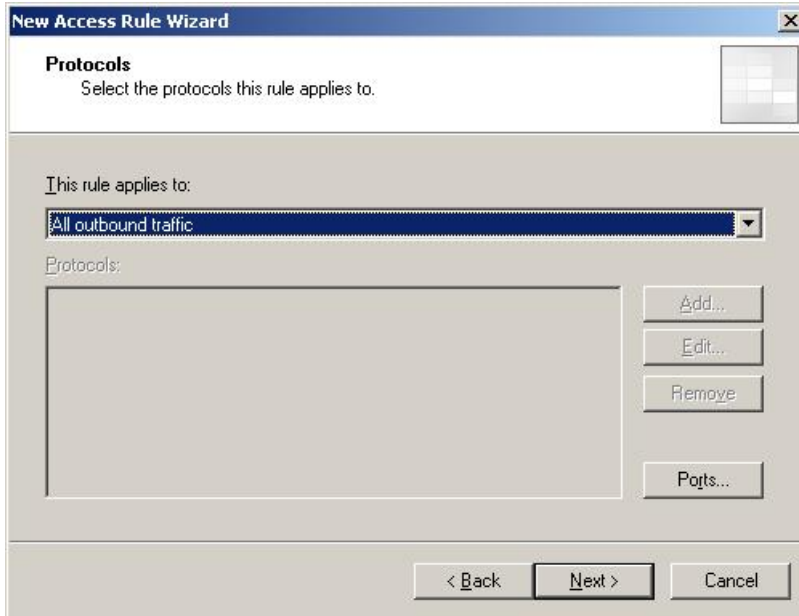 New Access Rule Wizard
Protocols
Select the protocols this rule applies to.
This rule applies to:
All outbound traffic
Protocols:
Add...
Edit...
Remove
Ports...
< Back
Next >
Cancel